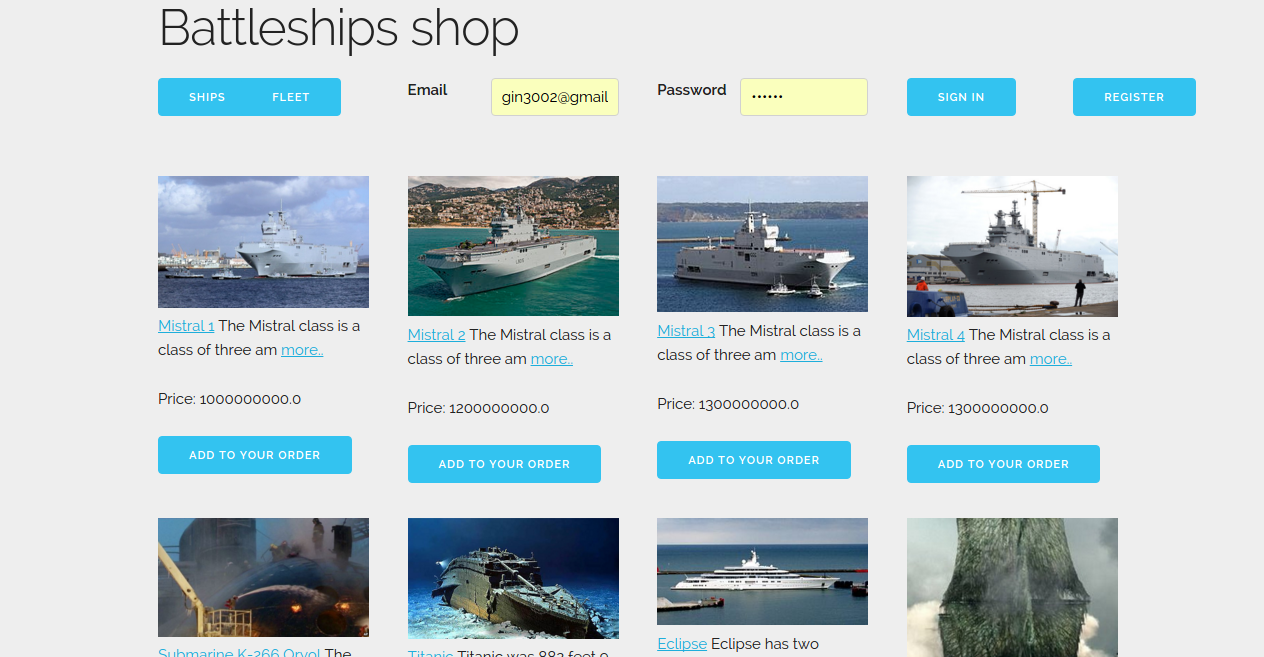 Battleships shop
SHIPS FLEET Email gin3002@gmail Password •••••• SIGN IN REGISTER
Mistral 1 The Mistral class is a
class of three am more..
Price: 1000000000.0
ADD TO YOUR ORDER
Mistral 2 The Mistral class is a
class of three am more..
Price: 1200000000.0
ADD TO YOUR ORDER
Mistral 3 The Mistral class is a
class of three am more..
Price: 1300000000.0
ADD TO YOUR ORDER
Mistral 4 The Mistral class is a
class of three am more..
Price: 1300000000.0
ADD TO YOUR ORDER
Submarine K-266 Oryol The
Titanic Titanic was 882 feet 9
Eclipse Eclipse has two